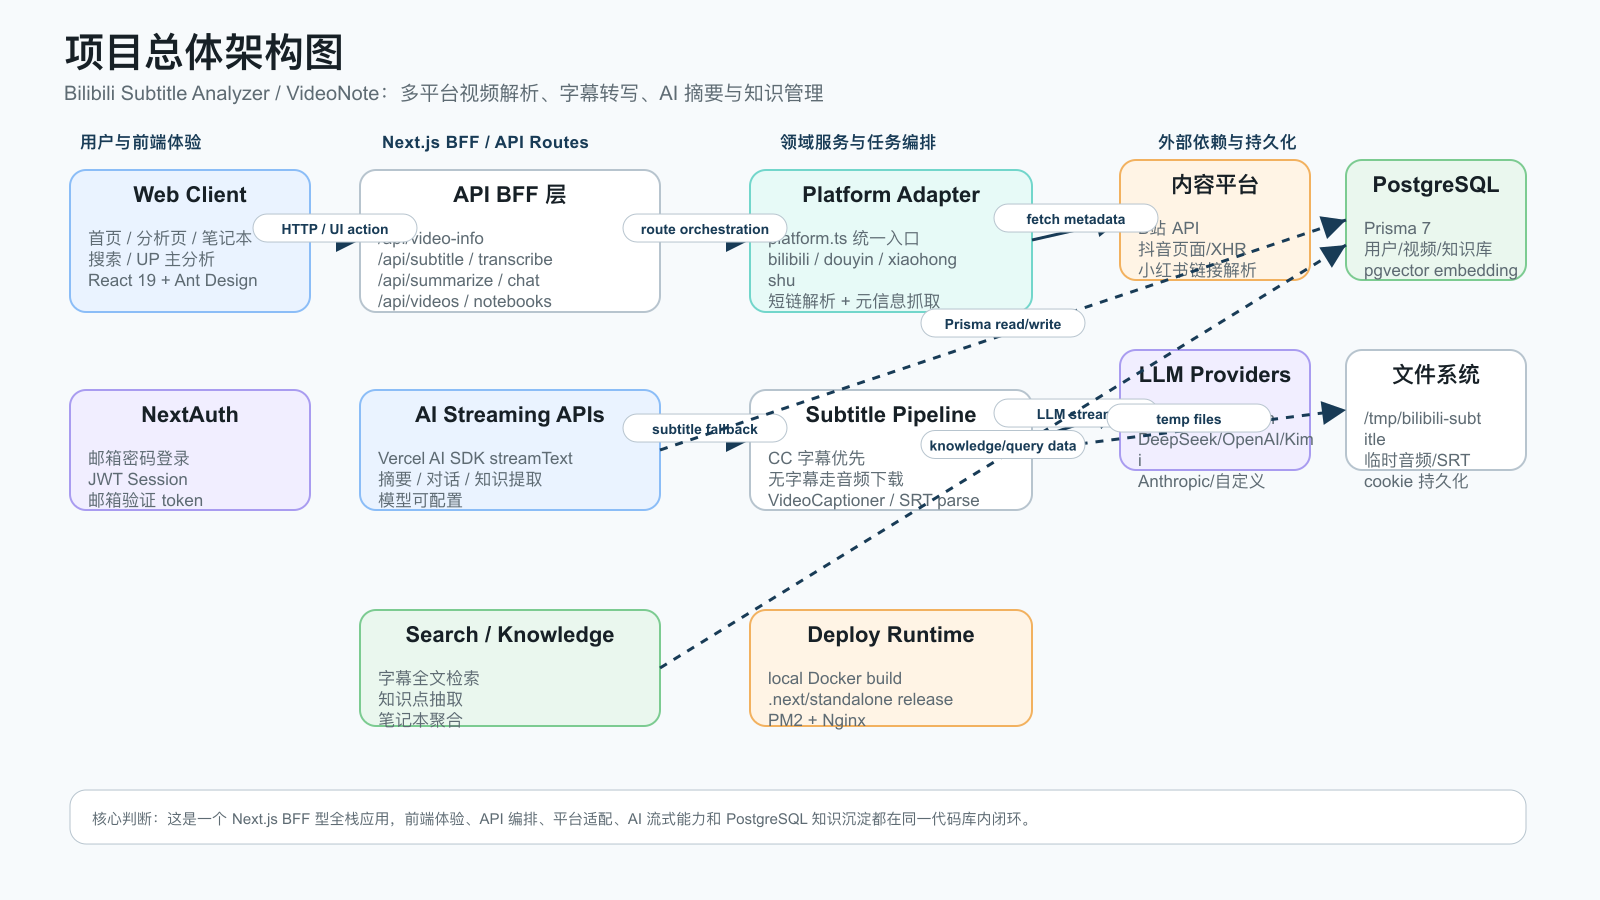 项目总体架构图
Bilibili Subtitle Analyzer / VideoNote：多平台视频解析、字幕转写、AI 摘要与知识管理
用户与前端体验
Next.js BFF / API Routes
领域服务与任务编排
外部依赖与持久化
Web Client
首页 / 分析页 / 笔记本
搜索 / UP 主分析
React 19 + Ant Design
HTTP / UI action
API BFF 层
/api/video-info
/api/subtitle / transcribe
/api/summarize / chat
/api/videos / notebooks
route orchestration
Platform Adapter
platform.ts 统一入口
bilibili / douyin / xiaohong
shu
短链解析 + 元信息抓取
fetch metadata
内容平台
B站 API
抖音页面/XHR
小红书链接解析
PostgreSQL
Prisma 7
用户/视频/知识库
pgvector embedding
Prisma read/write
NextAuth
邮箱密码登录
JWT Session
邮箱验证 token
AI Streaming APIs
Vercel AI SDK streamText
摘要 / 对话 / 知识提取
模型可配置
subtitle fallback
Subtitle Pipeline
CC 字幕优先
无字幕走音频下载
VideoCaptioner / SRT parse
LLM stream
knowledge/query data
temp files
LLM Providers
DeepSeek/OpenAI/Kim
i
Anthropic/自定义
文件系统
/tmp/bilibili-subt
itle
临时音频/SRT
cookie 持久化
Search / Knowledge
字幕全文检索
知识点抽取
笔记本聚合
Deploy Runtime
local Docker build
.next/standalone release
PM2 + Nginx
核心判断：这是一个 Next.js BFF 型全栈应用，前端体验、API 编排、平台适配、AI 流式能力和 PostgreSQL 知识沉淀都在同一代码库内闭环。